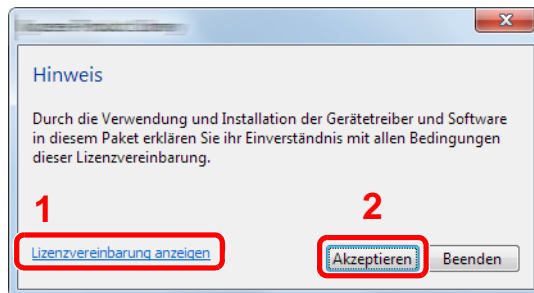 Hinweis
Durch die Verwendung und Installation der Gerätetreiber und Software
in diesem Paket erklären Sie ihr Einverständnis mit allen Bedingungen
dieser Lizenzvereinbarung.
1
2
Lizenzvereinbarung anzeigen
Akzeptieren
Beenden